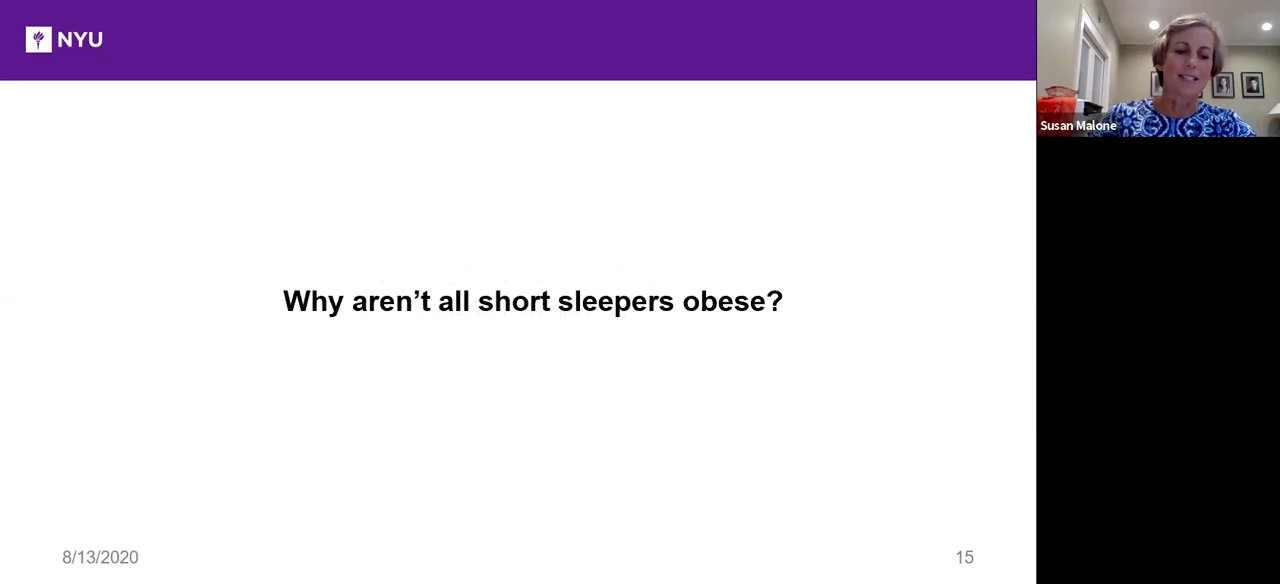 NYU
Susan Malone
Why aren’t all short sleepers obese?
8/13/2020
15